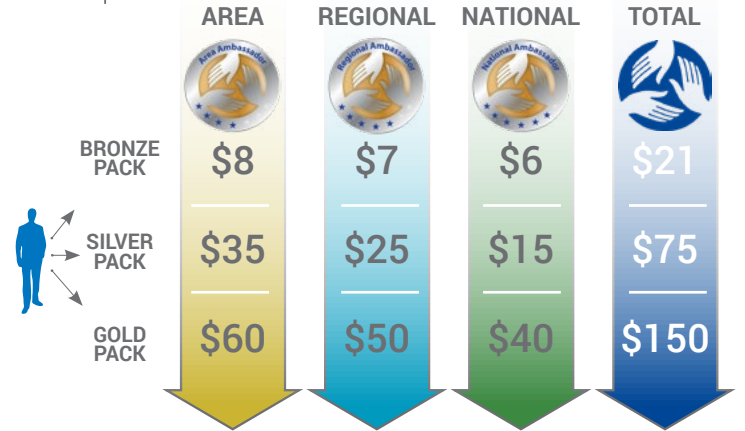 AREA REGIONAL NATIONAL TOTAL
Area Ambassador Regional Ambassador National Ambassador
BRONZE
PACK
$8 $7 $6 $21
SILVER
PACK
$35 $25 $15 $75
GOLD
PACK
$60 $50 $40 $150